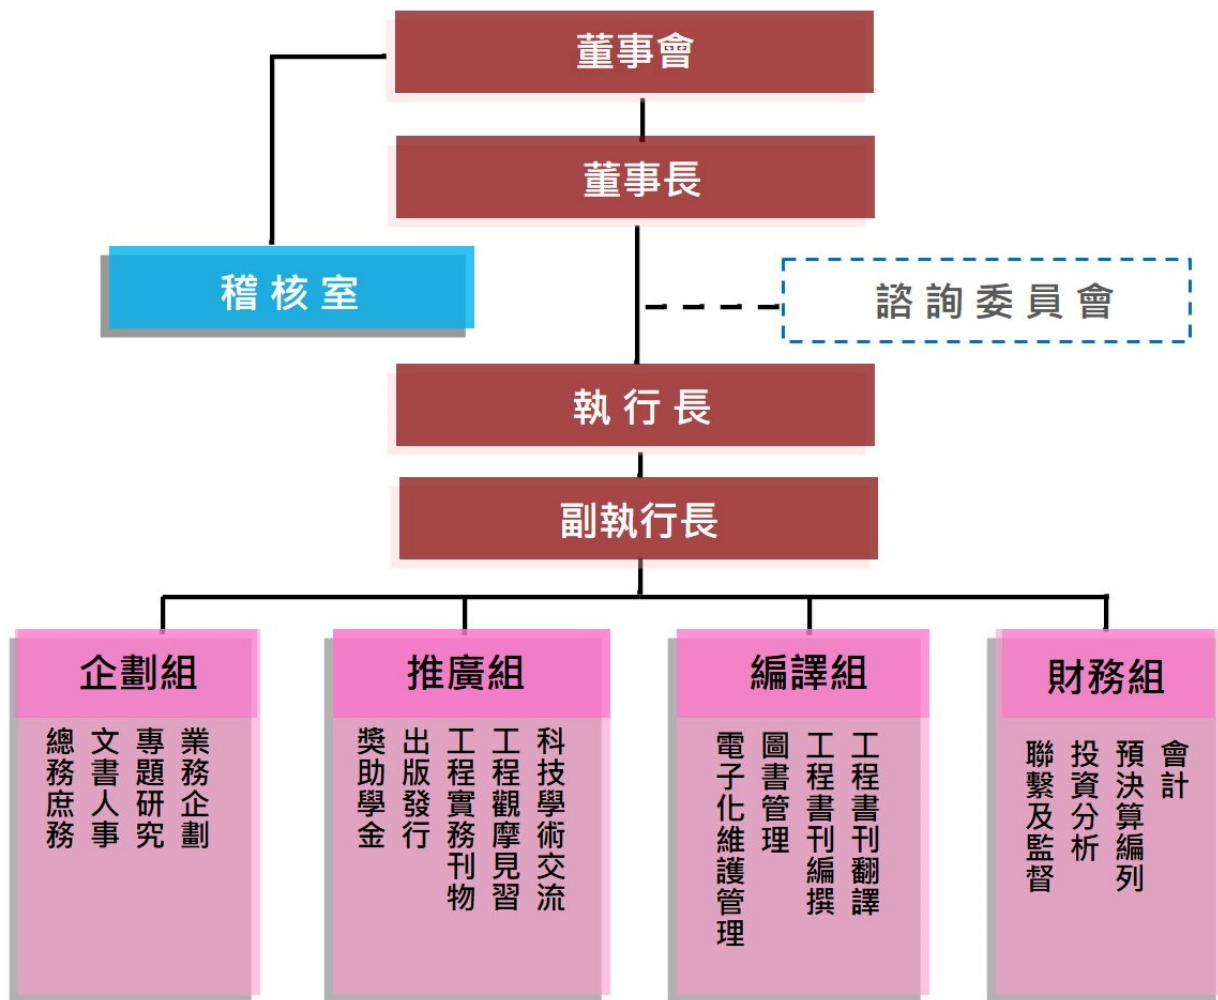 董事會
董事長
稽核室
諮詢委員會
執行長
副執行長
企劃組
業務企劃
專題研究
文書人事
總務庶務
推廣組
科技學術交流
工程觀摩見習
工程實務刊物
出版發行
獎助學金
編譯組
工程書刊翻譯
工程書刊編撰
圖書管理
電子化維護管理
財務組
會計
預決算編列
投資分析
聯繫及監督